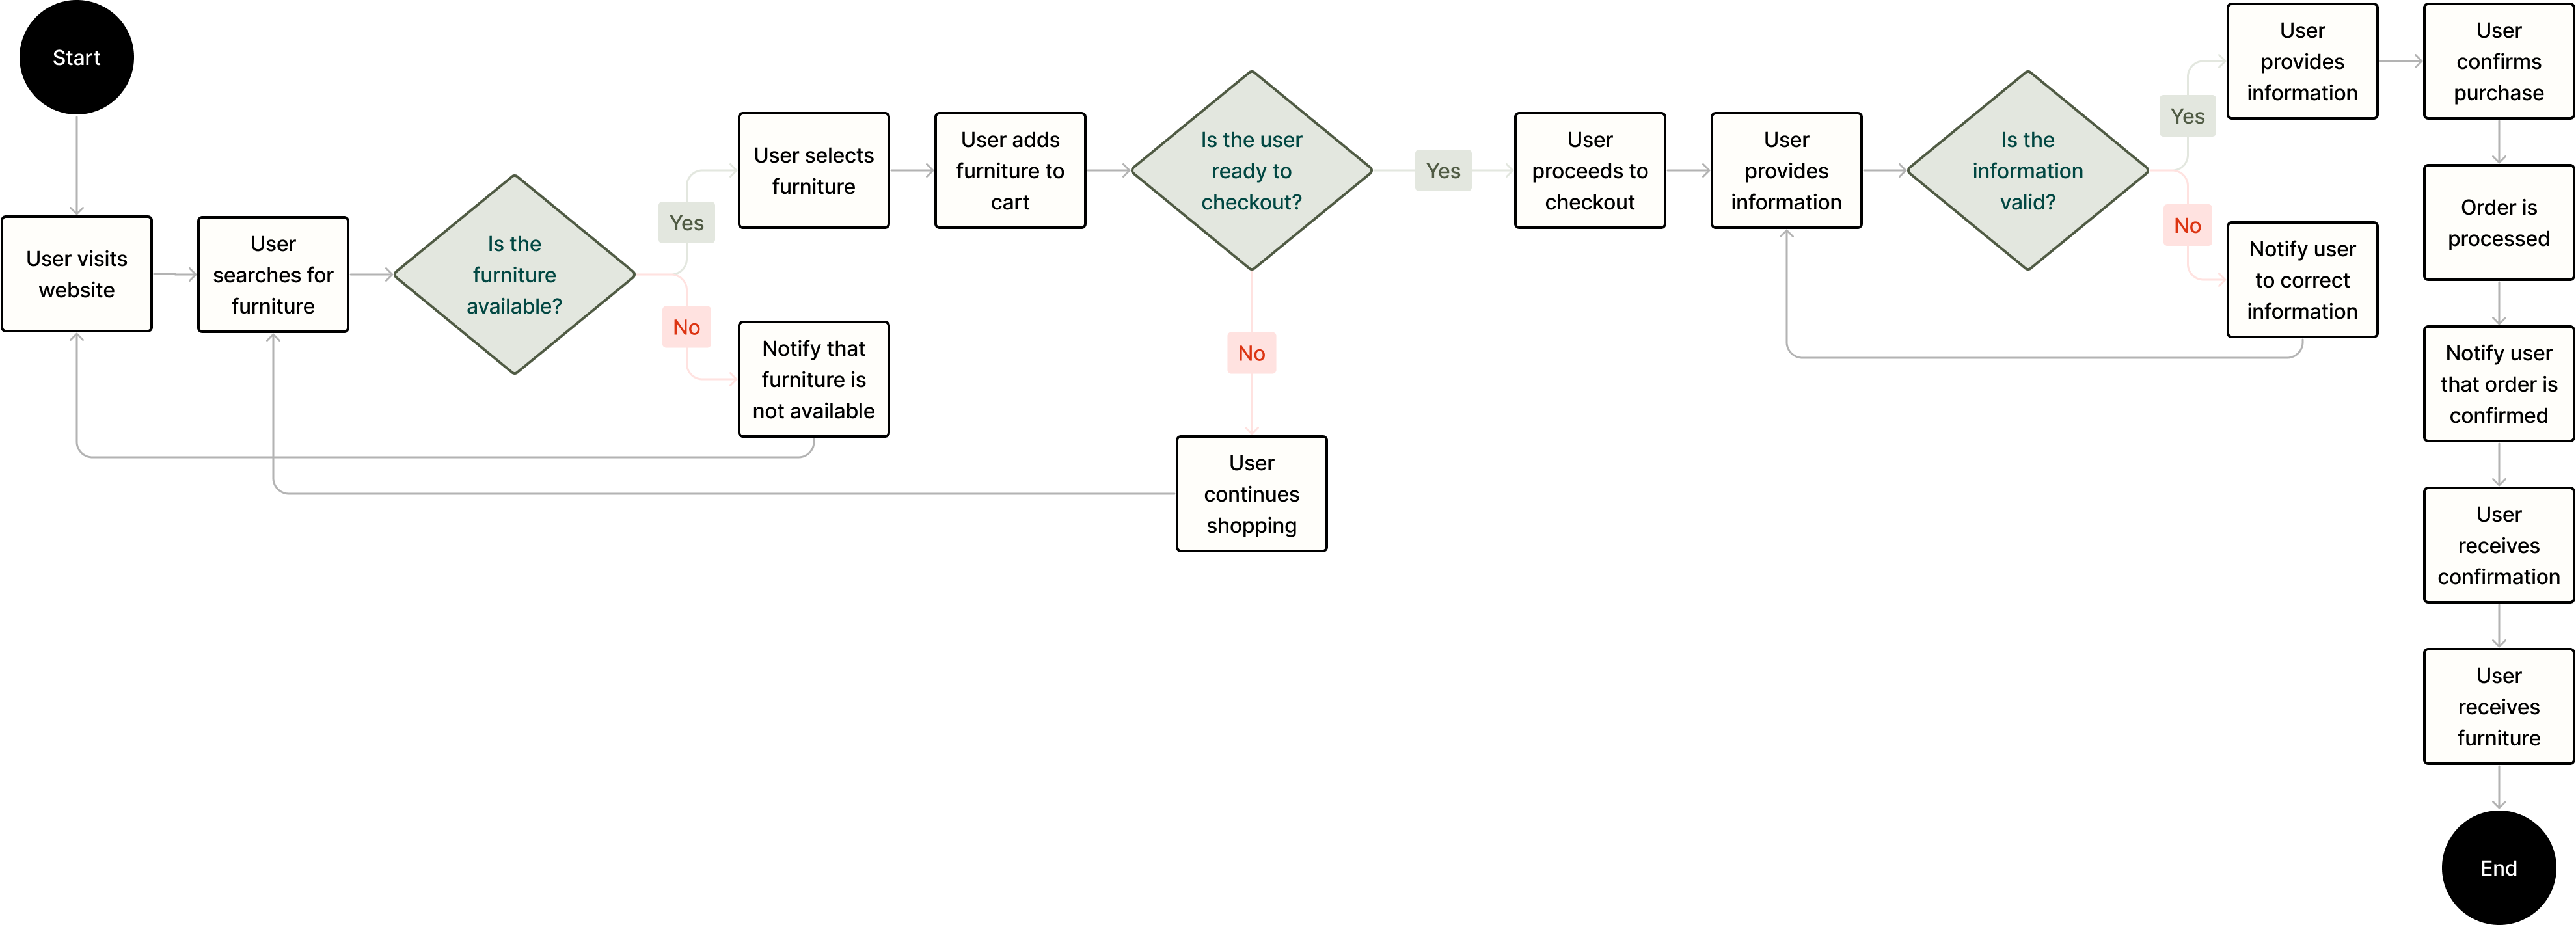 Start
User visits
website
User
searches for
furniture
Is the
furniture
available?
Yes
No
User selects
furniture
Notify that
furniture is
not available
User adds
furniture to
cart
Is the user
ready to
checkout?
Yes
No
User
continues
shopping
User
proceeds to
checkout
User
provides
information
Is the
information
valid?
Yes
No
User
provides
information
Notify user
to correct
information
User
confirms
purchase
Order is
processed
Notify user
that order is
confirmed
User
receives
confirmation
User
receives
furniture
End